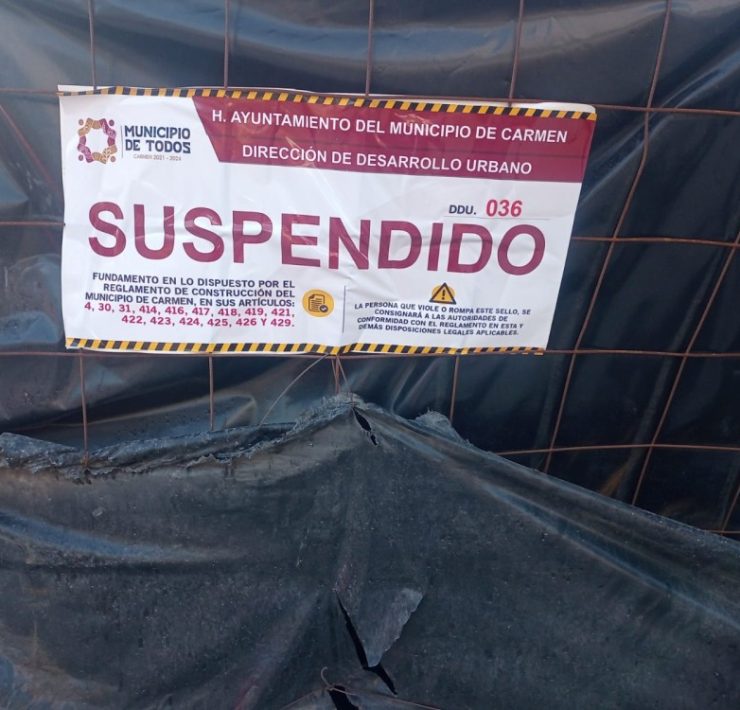 H. AYUNTAMIENTO DEL MUNICIPIO DE CARMEN
DIRECCIÓN DE DESARROLLO URBANO
MUNICIPIO
DE TODOS
CARMEN 2021 - 2024
DDU. 036
SUSPENDIDO
FUNDAMENTO EN LO DISPUESTO POR EL
REGLAMENTO DE CONSTRUCCIÓN DEL
MUNICIPIO DE CARMEN, EN SUS ARTÍCULOS:
4, 30, 31, 414, 416, 417, 418, 419, 421,
422, 423, 424, 425, 426 Y 429.
LA PERSONA QUE VIOLE O ROMPA ESTE SELLO, SE
CONSIGNARÁ A LAS AUTORIDADES DE
CONFORMIDAD CON EL REGLAMENTO EN ESTA Y
DEMÁS DISPOSICIONES LEGALES APLICABLES.